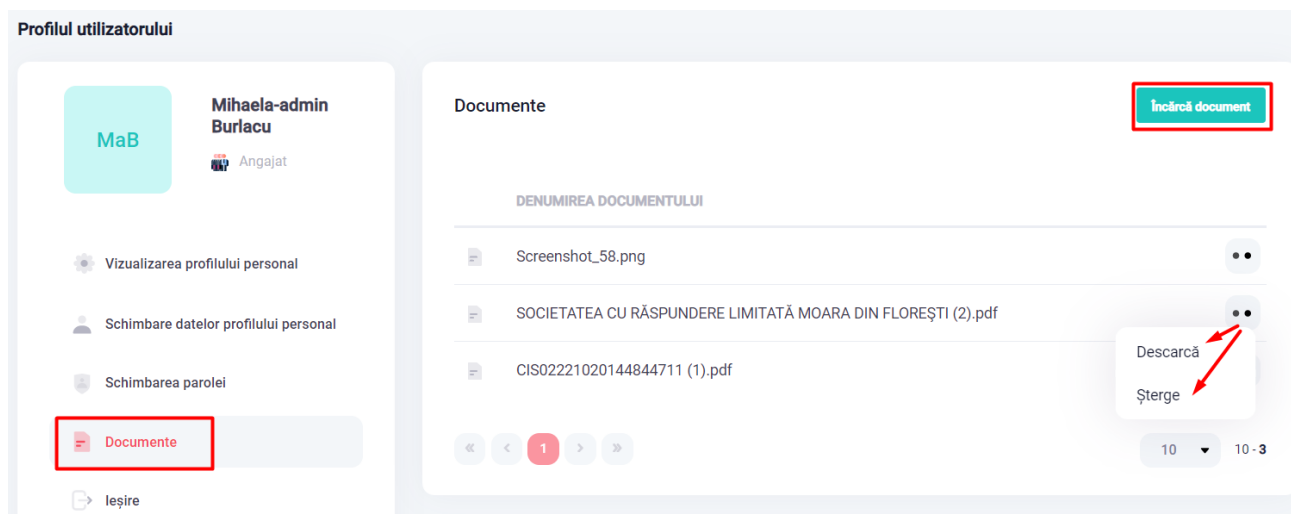 Profilul utilizatorului
MaB
Mihaela-admin
Burlacu
Angajat
Vizualizarea profilului personal
Schimbare datelor profilului personal
Schimbarea parolei
Documente
Ieșire
Documente
Încărcă document
DENUMIREA DOCUMENTULUI
Screenshot_58.png
SOCIETATEA CU RĂSPUNDERE LIMITATĂ MOARA DIN FLOREȘTI (2).pdf
CIS02221020144844711 (1).pdf
Descarcă
Șterge
« < 1 > »
10
10 - 3